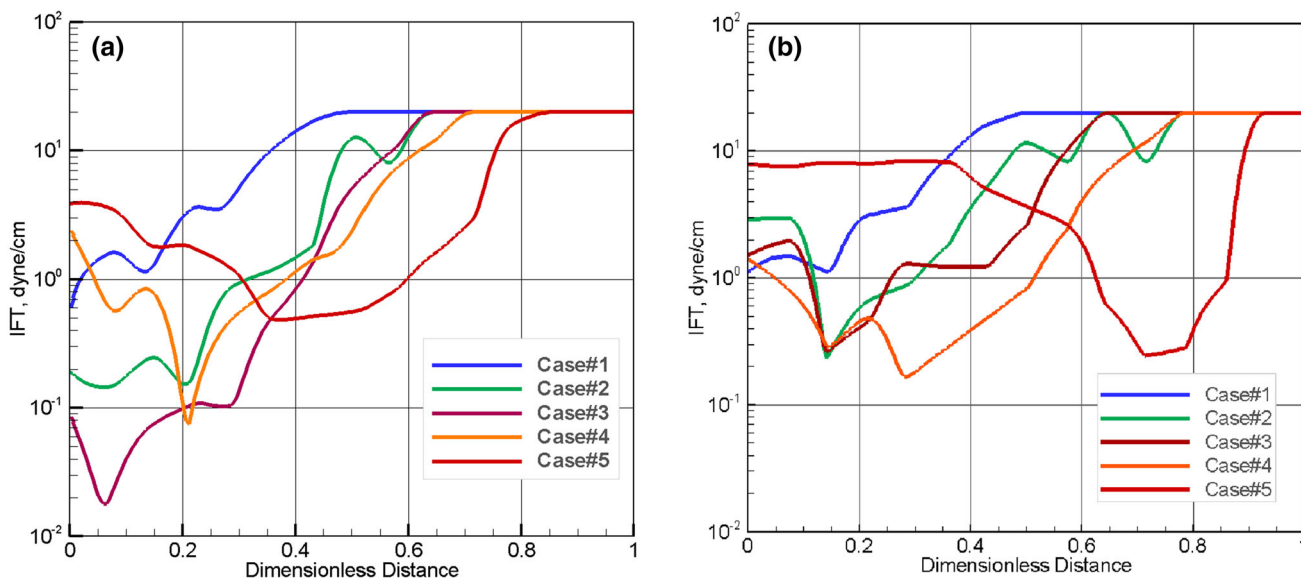 (a)
IFT, dyne/cm
10^2
10^1
10^0
10^-1
10^-2
0
0.2
0.4
0.6
0.8
1
Dimensionless Distance
Case#1
Case#2
Case#3
Case#4
Case#5
(b)
IFT, dyne/cm
10^2
10^1
10^0
10^-1
10^-2
0
0.2
0.4
0.6
0.8
1
Dimensionless Distance
Case#1
Case#2
Case#3
Case#4
Case#5